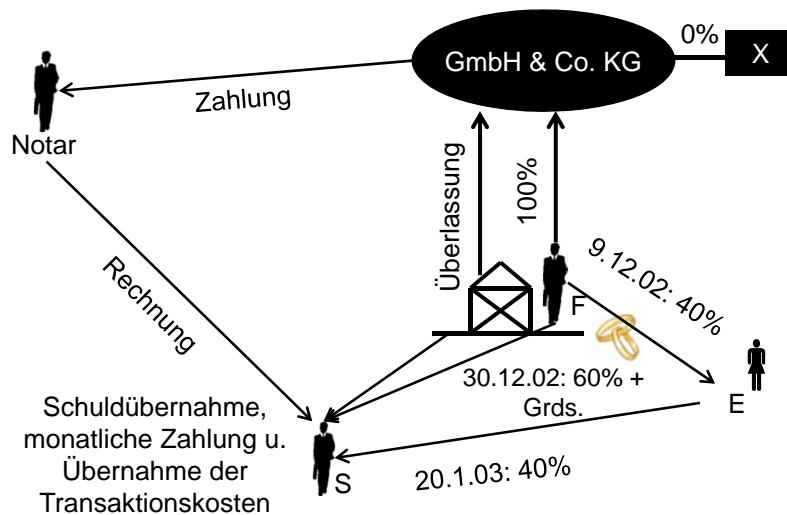 0%
GmbH & Co. KG
X
Zahlung
Notar
Überlassung
100%
9.12.02: 40%
Rechnung
F
30.12.02: 60% +
Grds.
E
Schuldübernahme,
monatliche Zahlung u.
Übernahme der
Transaktionskosten
S
20.1.03: 40%